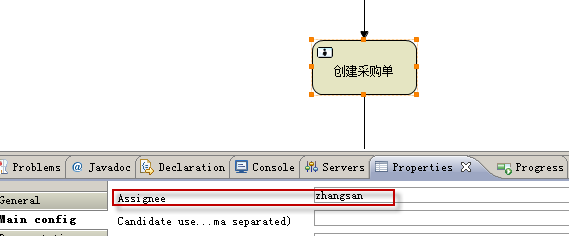 创建采购单
Problems @ Javadoc Declaration Console Servers Properties Progress
General
Assignee zhangsan
Main config
Candidate use...ma separated)